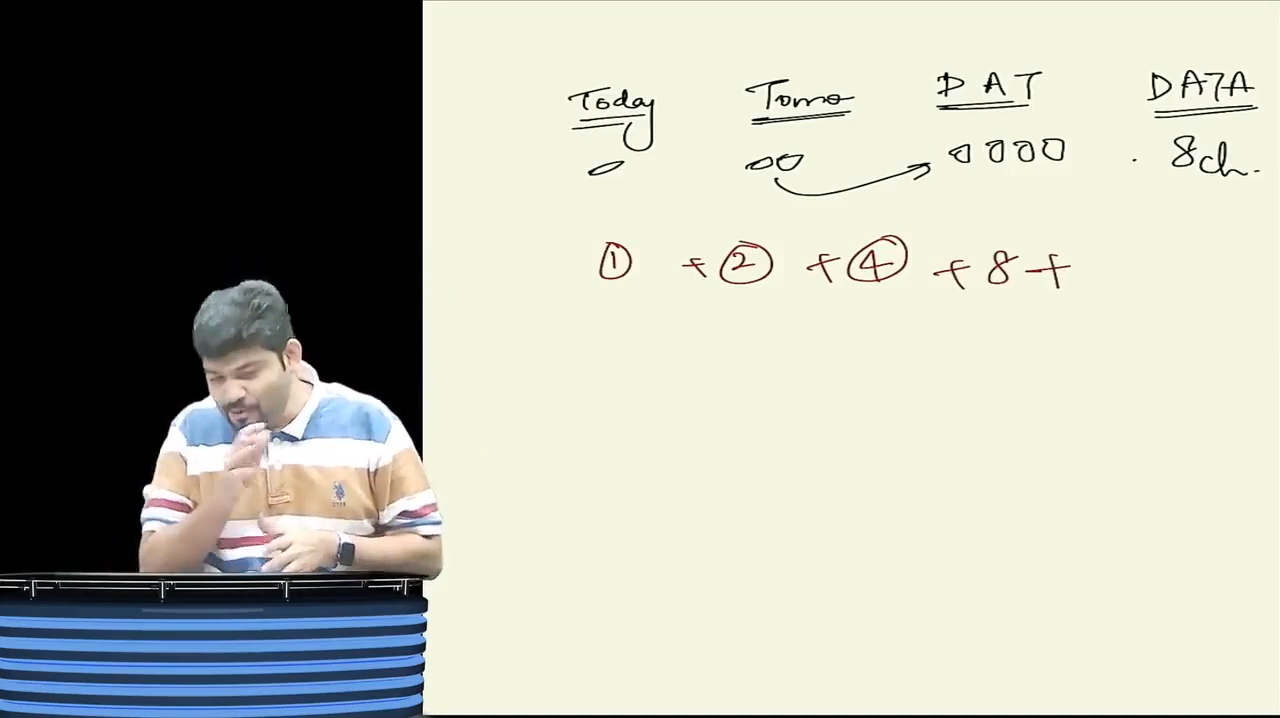 Today Tomo DAT DATA
0 00 0000 . 8ch.
1 + 2 + 4 + 8 +